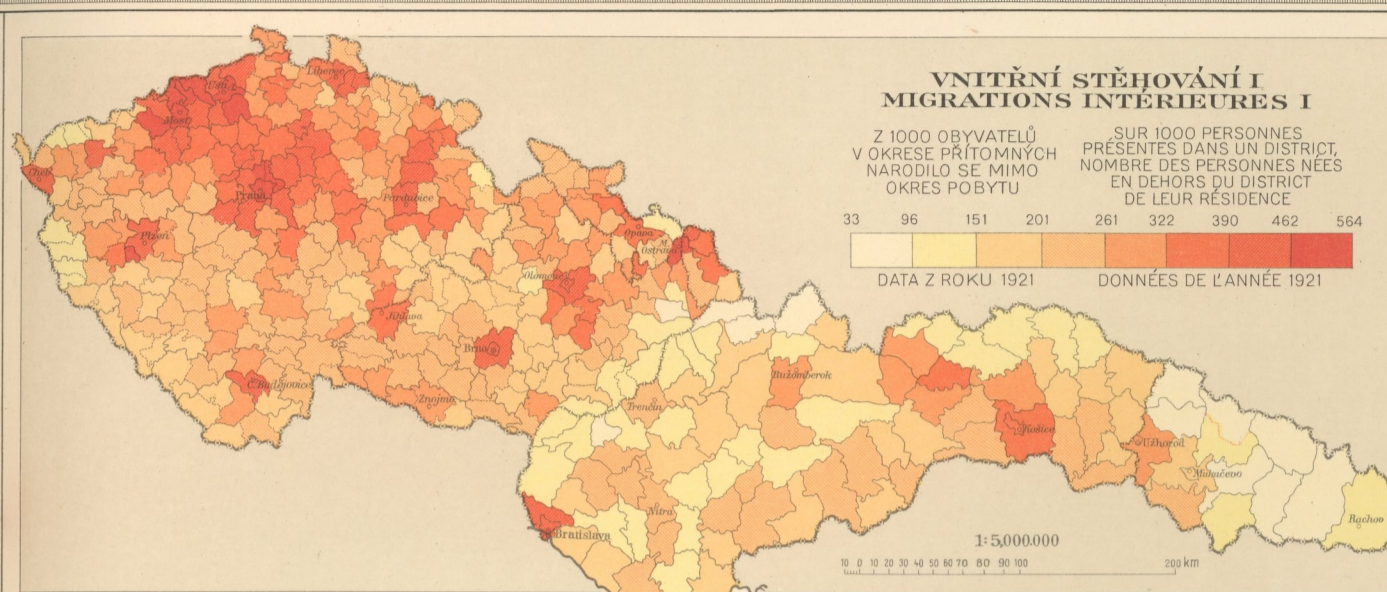 VNITŘNÍ STĚHOVÁNÍ I
MIGRATIONS INTÉRIEURES I
Z 1000 OBYVATELŮ
V OKRESE PŘÍTOMNÝCH
NARODILO SE MIMO
OKRES POBYTU
SUR 1000 PERSONNES
PRÉSENTES DANS UN DISTRICT,
NOMBRE DES PERSONNES NÉES
EN DEHORS DU DISTRICT
DE LEUR RÉSIDENCE
33 96 151 201 261 322 390 462 564
DATA Z ROKU 1921
DONNÉES DE L'ANNÉE 1921
Liberec
Most
Cheb
Praha
Pardubice
Plzeň
Opava
M.
Ostrava
Olomouc
Jihlava
Brno
Č. Budějovice
Znojmo
Ružomberok
Trenčín
Košice
Užhorod
Mukačevo
Rachov
Nitra
Bratislava
1:5,000.000
10 0 10 20 30 40 50 60 70 80 90 100 200 km